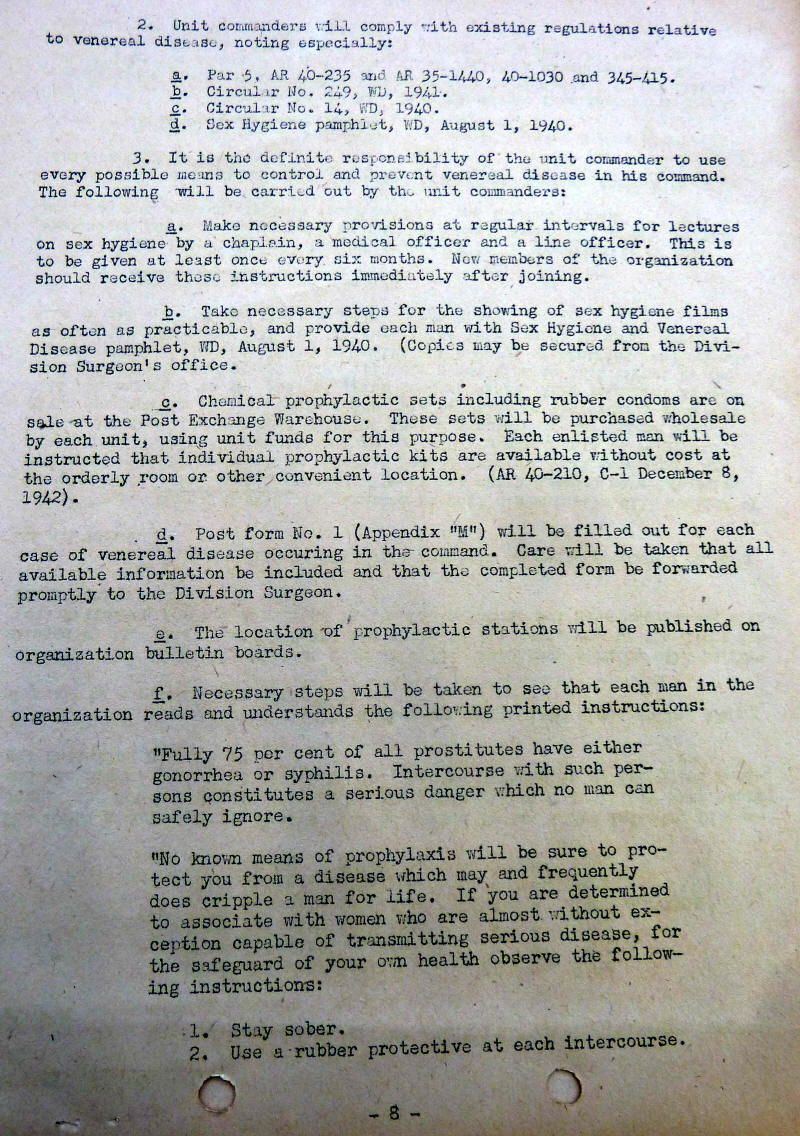 2. Unit commanders will comply with existing regulations relative
to venereal disease, noting especially:
a. Par 5, AR 40-235 and AR 35-1440, 40-1030 and 345-415.
b. Circular No. 249, WD, 1941.
c. Circular No. 14, WD, 1940.
d. Sex Hygiene pamphlet, WD, August 1, 1940.
3. It is the definite responsibility of the unit commander to use
every possible means to control and prevent venereal disease in his command.
The following will be carried out by the unit commanders:
a. Make necessary provisions at regular intervals for lectures
on sex hygiene by a chaplain, a medical officer and a line officer. This is
to be given at least once every six months. New members of the organization
should receive these instructions immediately after joining.
b. Take necessary steps for the showing of sex hygiene films
as often as practicable, and provide each man with Sex Hygiene and Venereal
Disease pamphlet, WD, August 1, 1940. (Copies may be secured from the Divi-
sion Surgeon's office.
c. Chemical prophylactic sets including rubber condoms are on
sale at the Post Exchange Warehouse. These sets will be purchased wholesale
by each unit, using unit funds for this purpose. Each enlisted man will be
instructed that individual prophylactic kits are available without cost at
the orderly room or other convenient location. (AR 40-210, C-1 December 8,
1942).
d. Post form No. 1 (Appendix "M") will be filled out for each
case of venereal disease occuring in the command. Care will be taken that all
available information be included and that the completed form be forwarded
promptly to the Division Surgeon.
e. The location of prophylactic stations will be published on
organization bulletin boards.
f. Necessary steps will be taken to see that each man in the
organization reads and understands the following printed instructions:
"Fully 75 per cent of all prostitutes have either
gonorrhea or syphilis. Intercourse with such per-
sons constitutes a serious danger which no man can
safely ignore.
"No known means of prophylaxis will be sure to pro-
tect you from a disease which may and frequently
does cripple a man for life. If you are determined
to associate with women who are almost without ex-
ception capable of transmitting serious disease, for
the safeguard of your own health observe the follow-
ing instructions:
1. Stay sober.
2. Use a rubber protective at each intercourse.
- 8 -